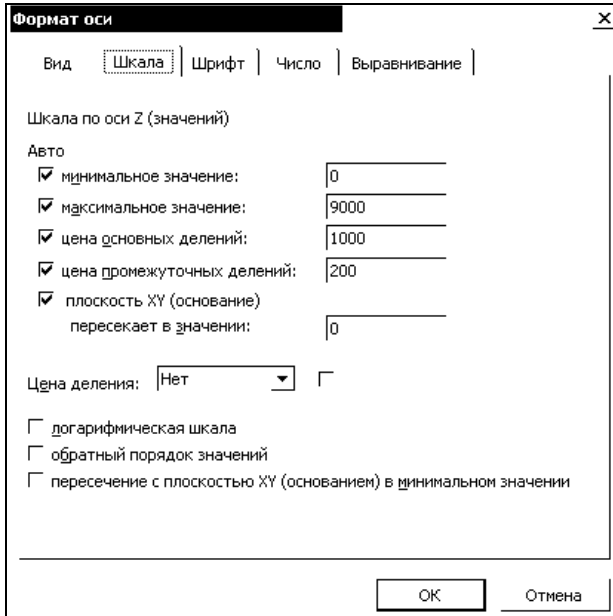 Формат оси
Вид Шкала Шрифт Число Выравнивание
Шкала по оси Z (значений)
Авто
минимальное значение: 0
максимальное значение: 9000
цена основных делений: 1000
цена промежуточных делений: 200
плоскость XY (основание)
пересекает в значении: 0
Цена деления: Нет
логарифмическая шкала
обратный порядок значений
пересечение с плоскостью XY (основанием) в минимальном значении
ОК Отмена